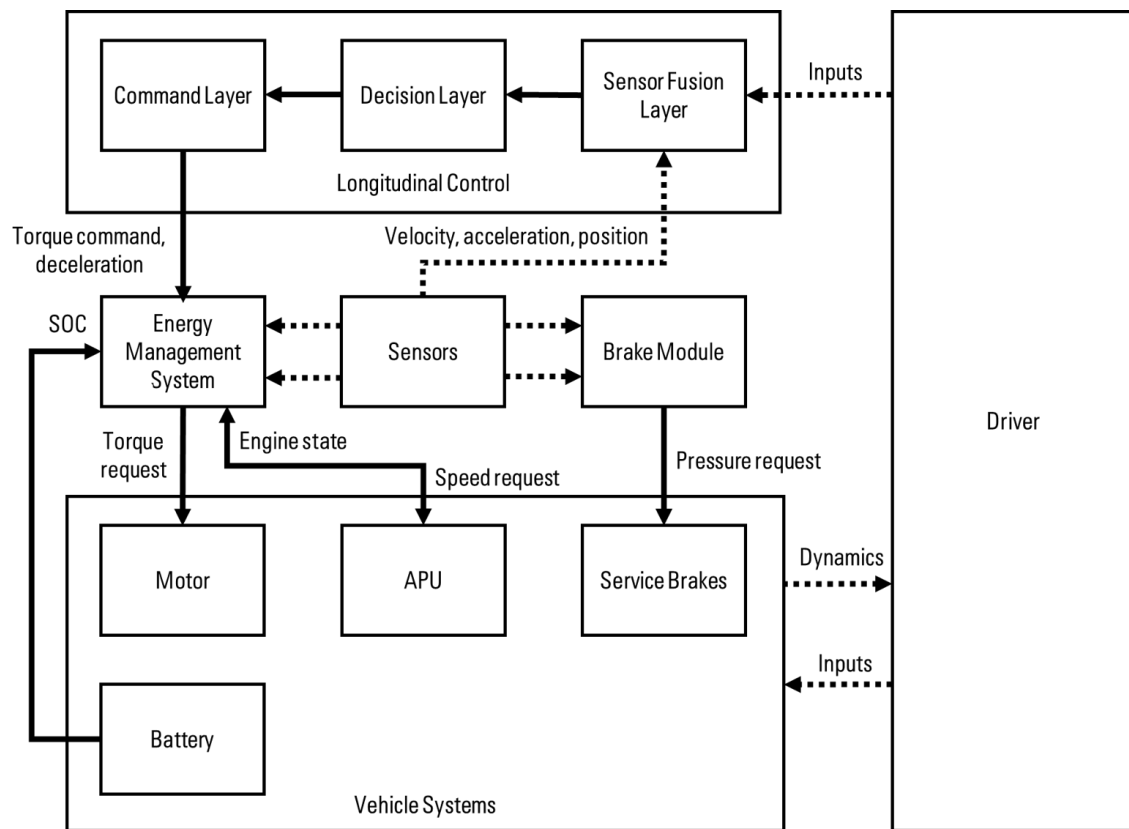 Command Layer
Decision Layer
Sensor Fusion
Layer
Inputs
Longitudinal Control
Torque command,
deceleration
Velocity, acceleration, position
SOC
Energy
Management
System
Sensors
Brake Module
Driver
Torque
request
Engine state
Speed request
Pressure request
Motor
APU
Service Brakes
Dynamics
Inputs
Battery
Vehicle Systems